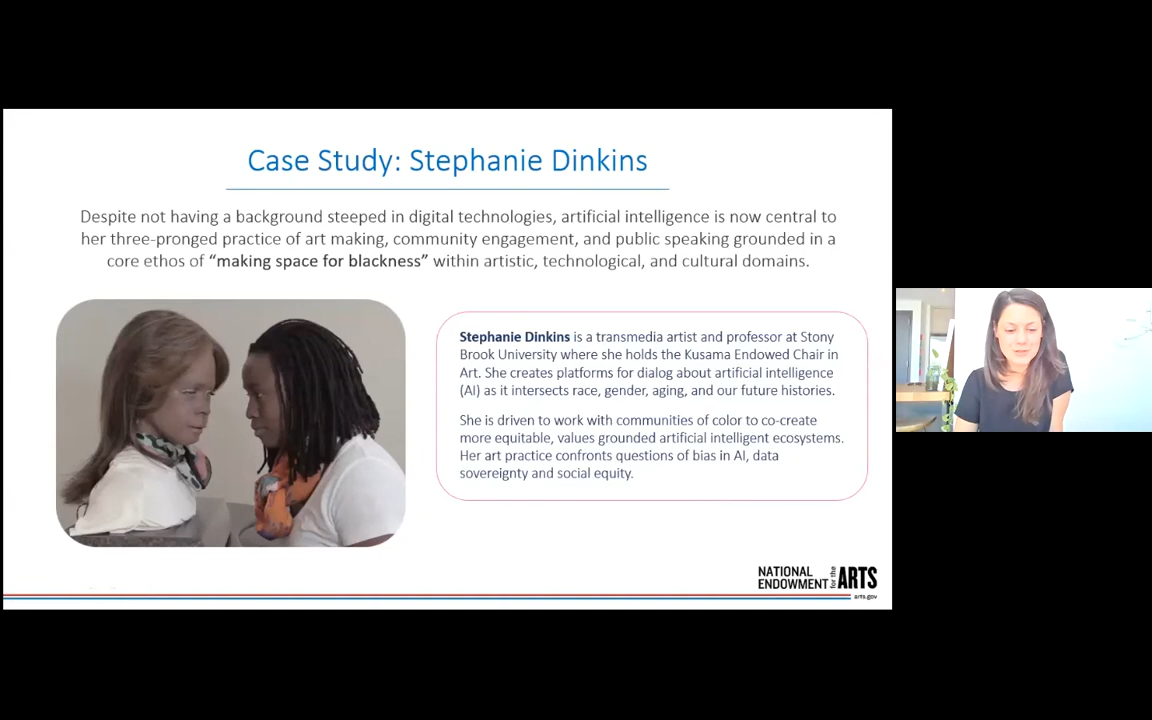 Case Study: Stephanie Dinkins
Despite not having a background steeped in digital technologies, artificial intelligence is now central to
her three-pronged practice of art making, community engagement, and public speaking grounded in a
core ethos of “making space for blackness” within artistic, technological, and cultural domains.
Stephanie Dinkins is a transmedia artist and professor at Stony
Brook University where she holds the Kusama Endowed Chair in
Art. She creates platforms for dialog about artificial intelligence
(AI) as it intersects race, gender, aging, and our future histories.
She is driven to work with communities of color to co-create
more equitable, values grounded artificial intelligent ecosystems.
Her art practice confronts questions of bias in AI, data
sovereignty and social equity.
NATIONAL
ENDOWMENT for the ARTS
arts.gov